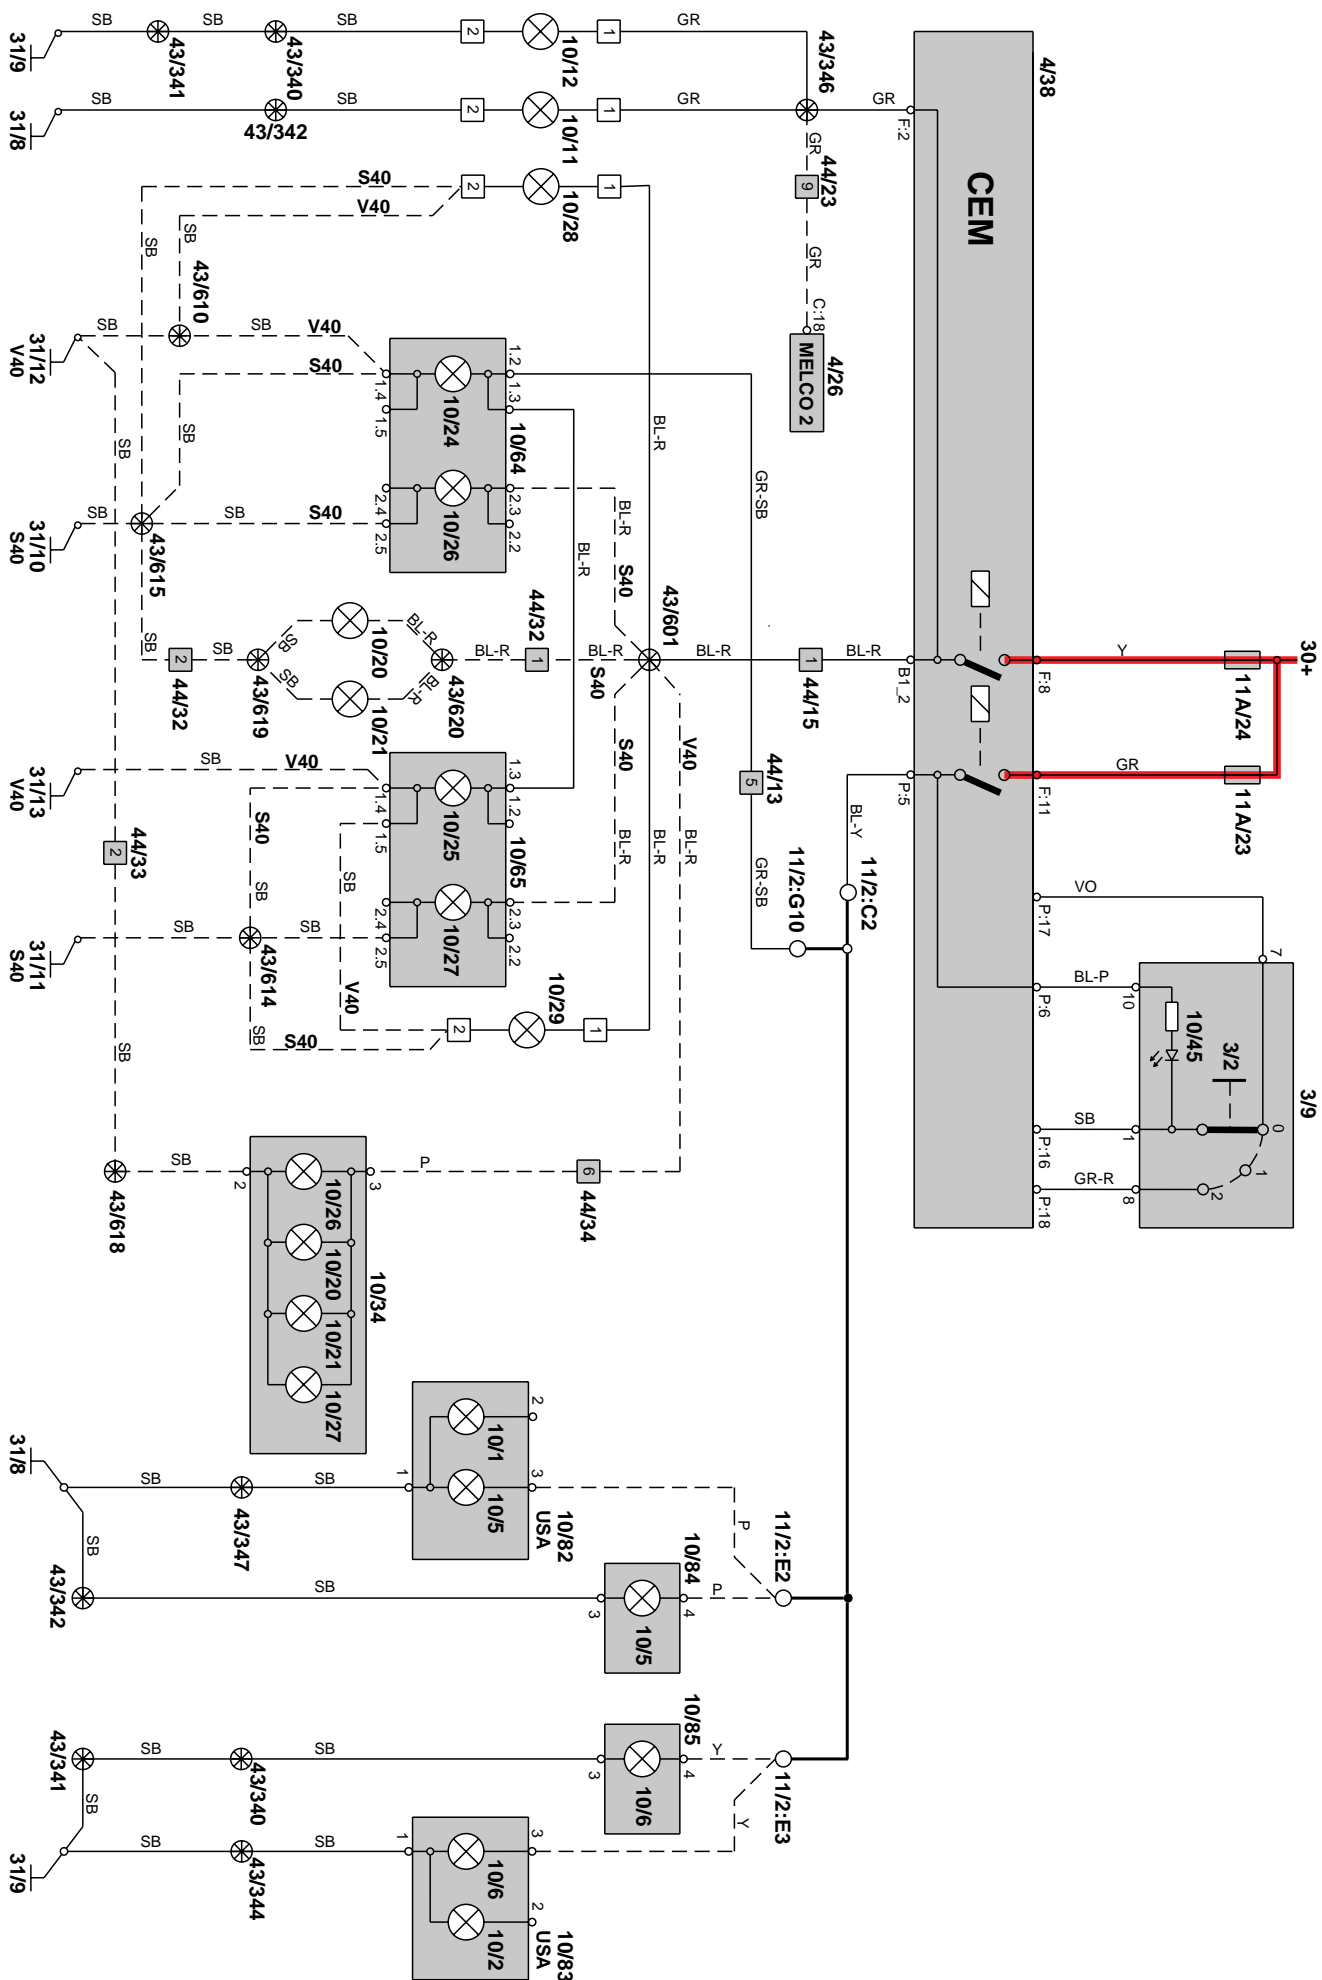 30+
11A/24
11A/23
Y
GR
F:8
F:11
VO
P:17
7
BL-P
P:6
10
10/45
3/2
3/9
0
1
2
SB
P:16
1
GR-R
P:18
8
4/38
CEM
F:2
B1_2
P:5
GR
43/346
GR
GR
1
10/12
2
SB
43/340
SB
43/341
SB
31/9
1
10/11
2
SB
43/342
SB
31/8
GR
44/23
9
GR
C:18
4/26
MELCO 2
1
10/28
2
S40
V40
SB
SB
43/610
SB
SB
V40
S40
SB
31/12
V40
SB
1.2
1.3
10/64
10/24
1.4
1.5
2.3
2.2
10/26
2.4
2.5
S40
SB
43/615
SB
31/10
S40
SB
BL-R
GR-SB
BL-R
BL-R
S40
43/601
BL-R
44/15
1
BL-R
BL-R
S40
44/32
1
BL-R
43/620
BL-R
BL-R
10/20
10/21
SB
SB
43/619
SB
2
44/32
S40
V40
BL-R
BL-R
BL-R
44/13
5
GR-SB
11/2:G10
BL-Y
11/2:C2
1.3
1.2
10/65
10/25
1.4
1.5
2.3
2.2
10/27
2.4
2.5
V40
SB
31/13
V40
S40
SB
SB
V40
SB
43/614
SB
31/11
S40
SB
S40
1
10/29
2
44/33
2
SB
43/618
SB
2
3
P
6
44/34
10/34
10/26
10/20
10/21
10/27
2
3
10/82
USA
10/1
10/5
1
SB
43/347
SB
31/8
SB
43/342
SB
P
P
11/2:E2
10/84
4
10/5
3
11/2:E3
Y
Y
10/85
4
10/6
3
SB
43/340
SB
43/341
SB
31/9
SB
43/344
SB
1
3
2
10/6
10/2
10/83
USA